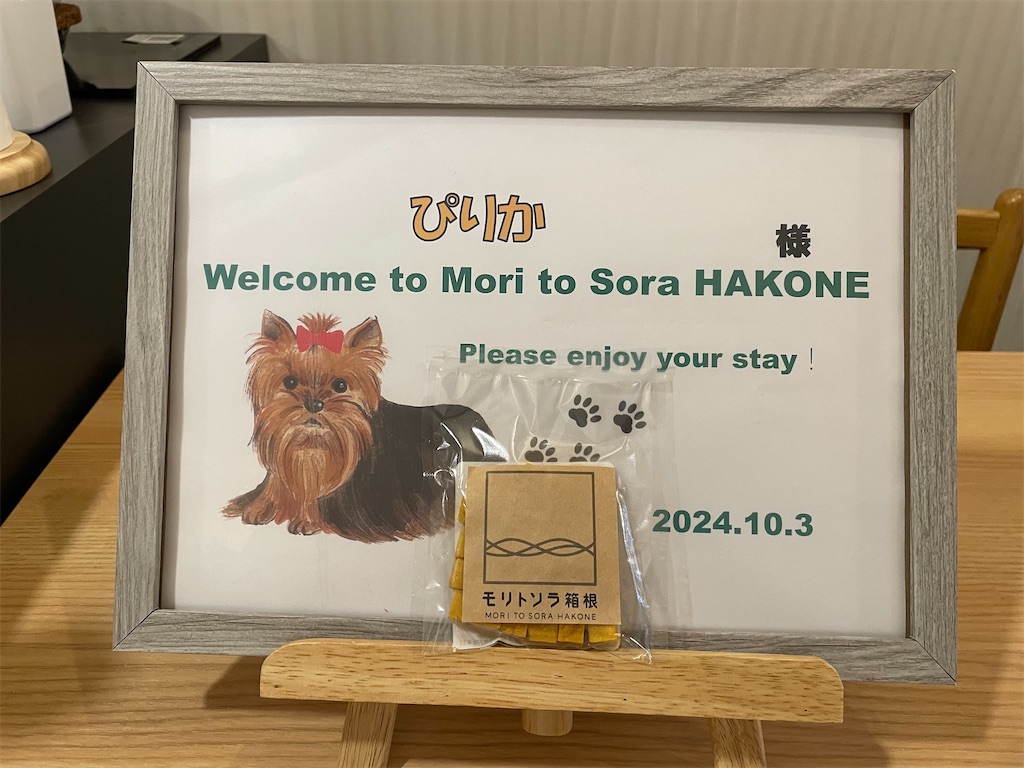 ぴりか 様
Welcome to Mori to Sora HAKONE
Please enjoy your stay！
2024.10.3
モリトソラ箱根
MORI TO SORA HAKONE